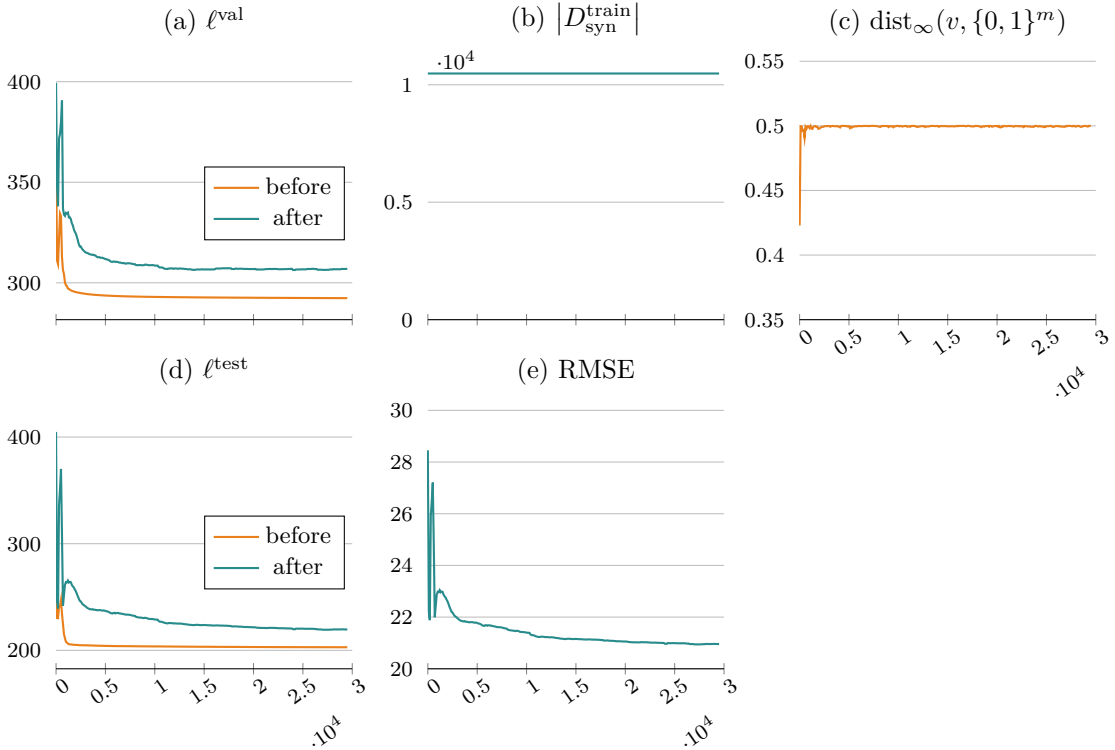 (a) ℓ^val
400
350
300
before
after
(b) |D_syn^train|
·10^4
1
0.5
0
(c) dist_∞(v, {0, 1}^m)
0.55
0.5
0.45
0.4
0.35
0 0.5 1 1.5 2 2.5 3
·10^4
(d) ℓ^test
400
300
200
before
after
0 0.5 1 1.5 2 2.5 3
·10^4
(e) RMSE
30
28
26
24
22
20
0 0.5 1 1.5 2 2.5 3
·10^4